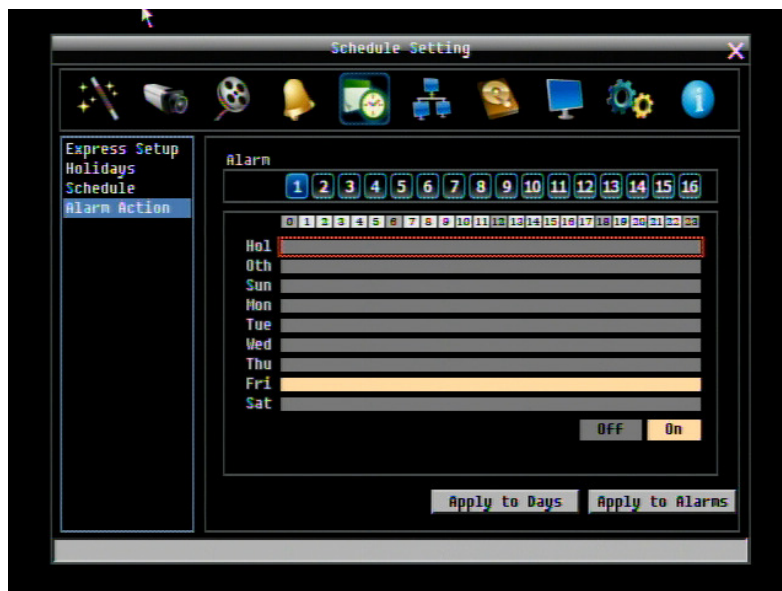 Schedule Setting X
Express Setup
Holidays
Schedule
Alarm Action
Alarm
1 2 3 4 5 6 7 8 9 10 11 12 13 14 15 16
0 1 2 3 4 5 6 7 8 9 10 11 12 13 14 15 16 17 18 19 20 21 22 23
Hol
Oth
Sun
Mon
Tue
Wed
Thu
Fri
Sat
Off On
Apply to Days Apply to Alarms